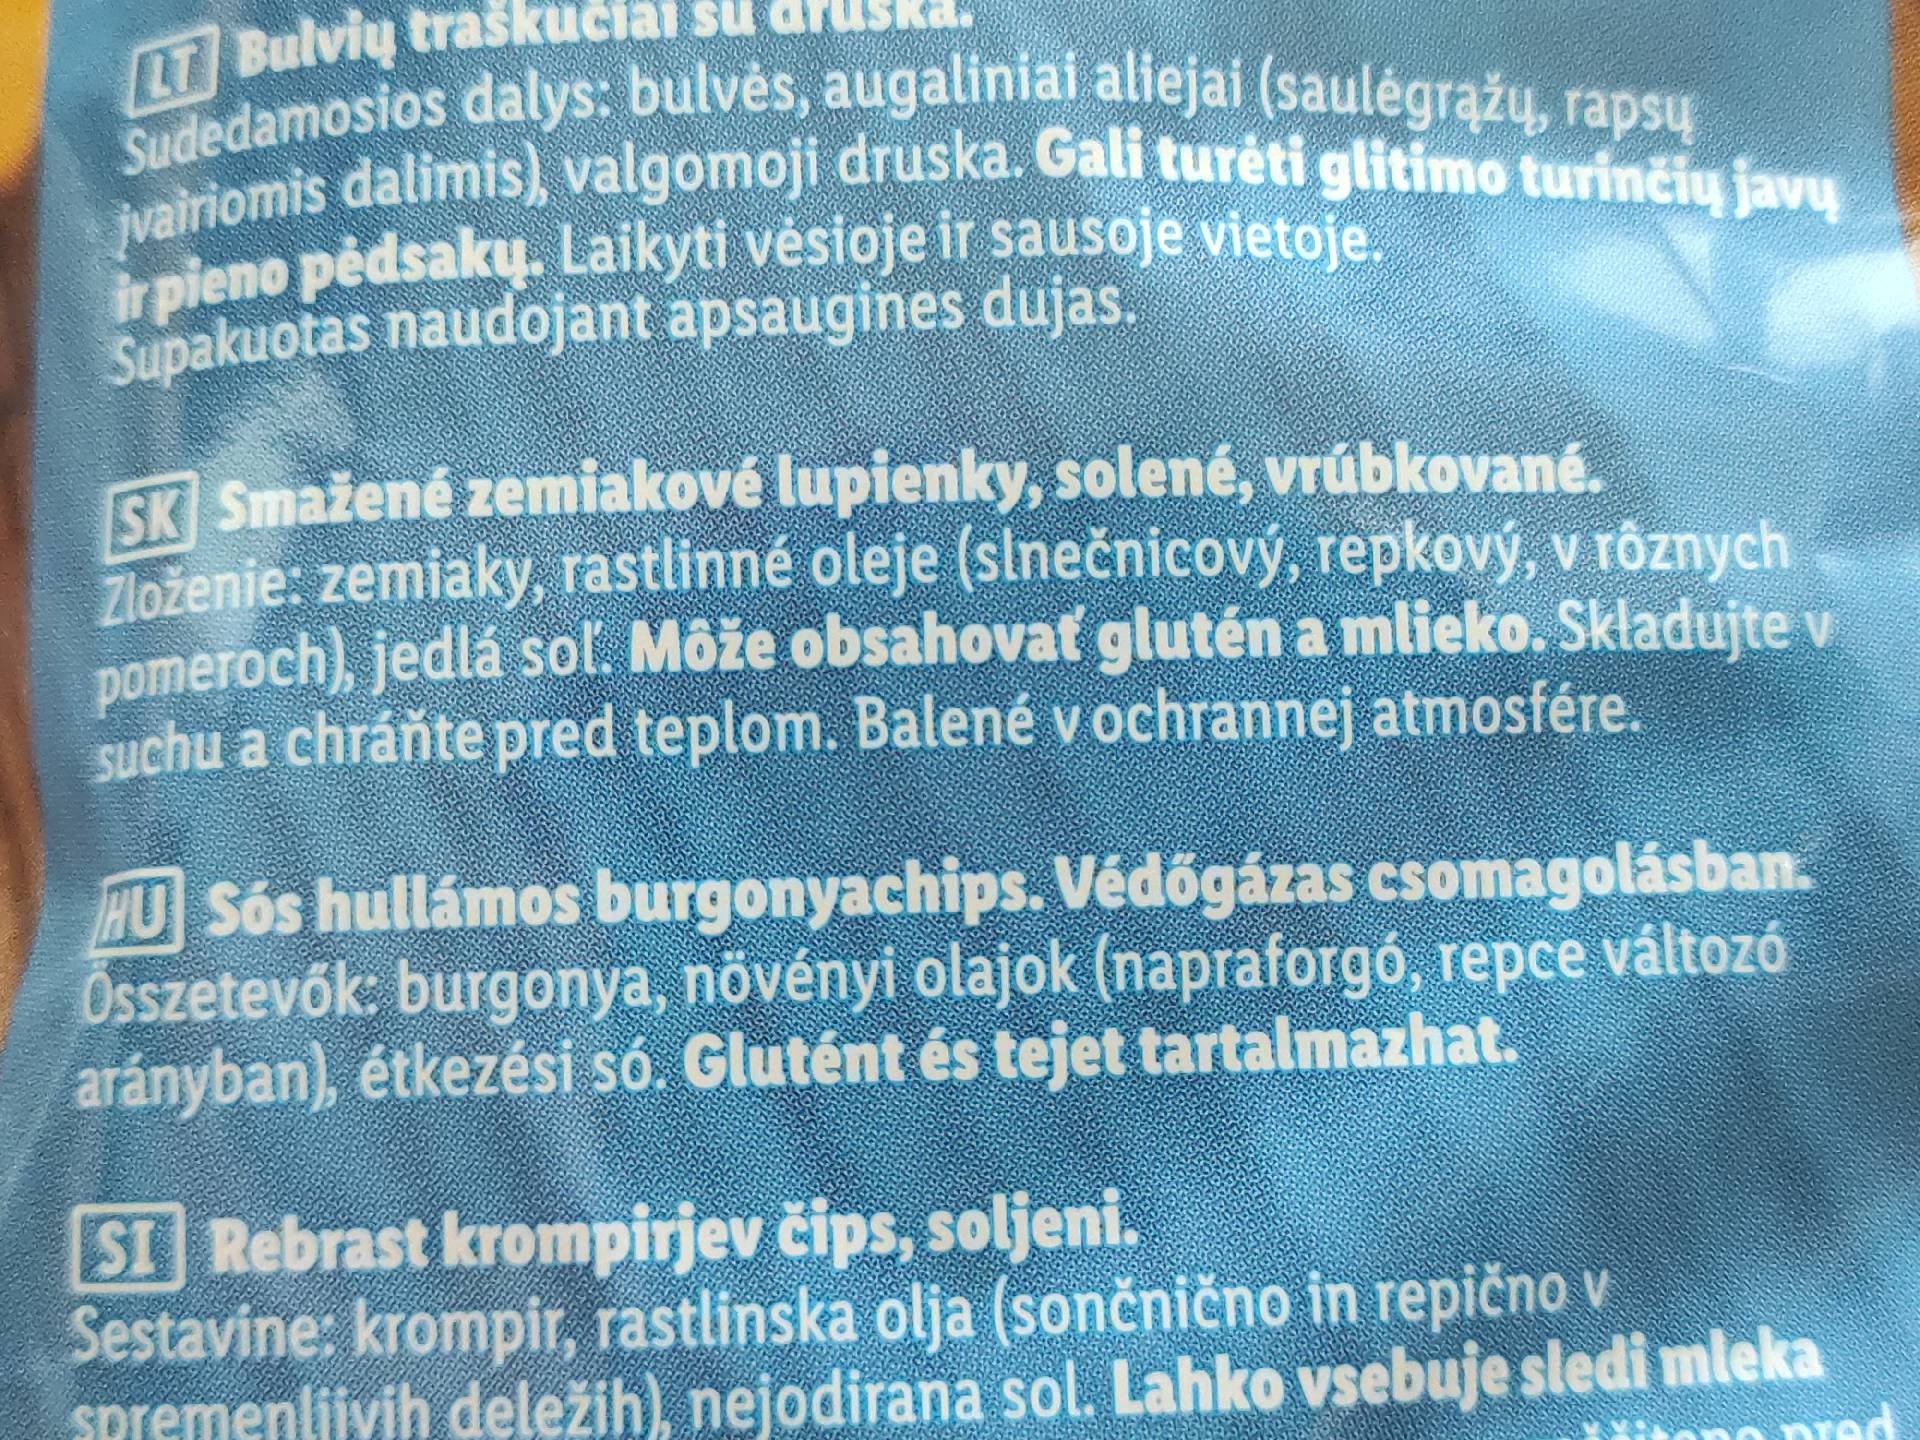 LT Bulvių traškučiai su druska.
Sudedamosios dalys: bulvės, augaliniai aliejai (saulėgrąžų, rapsų
įvairiomis dalimis), valgomoji druska. Gali turėti glitimo turinčių javų
ir pieno pėdsakų. Laikyti vėsioje ir sausoje vietoje.
Supakuotas naudojant apsaugines dujas.
SK Smažené zemiakové lupienky, solené, vrúbkované.
Zloženie: zemiaky, rastlinné oleje (slnečnicový, repkový, v rôznych
pomeroch), jedlá soľ. Môže obsahovať glutén a mlieko. Skladujte v
suchu a chráňte pred teplom. Balené v ochrannej atmosfére.
HU Sós hullámos burgonyachips. Védőgázas csomagolásban.
Összetevők: burgonya, növényi olajok (napraforgó, repce változó
arányban), étkezési só. Glutént és tejet tartalmazhat.
SI Rebrast krompirjev čips, soljeni.
Sestavine: krompir, rastlinska olja (sončnično in repično v
spremenljivih deležih), nejodirana sol. Lahko vsebuje sledi mleka
pred